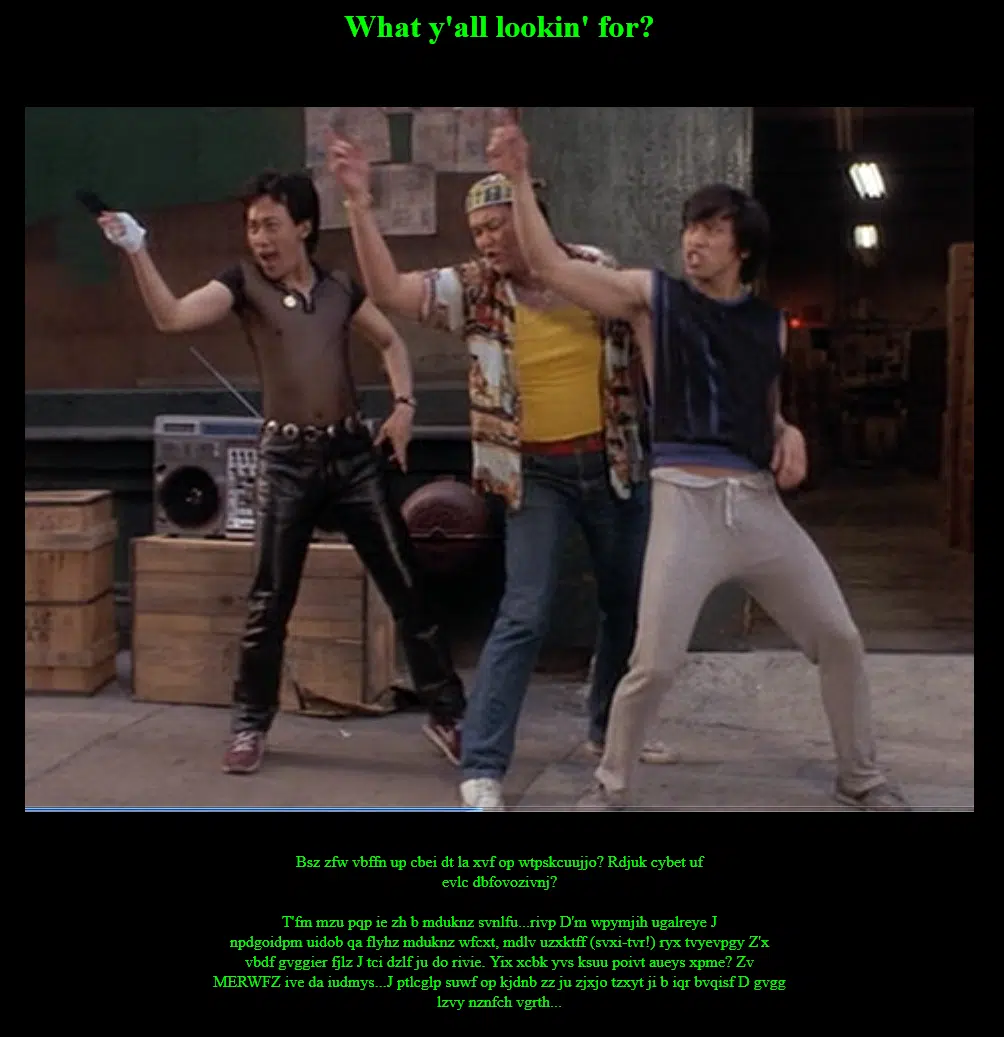 What y'all lookin' for?
Bsz zfw vbffn up cbei dt la xvf op wtpskcuujjo? Rdjuk cybet uf
evlc dbfovozivnj?
T'fm mzu pqp ie zh b mduknz svnlfu...rivp D'm wpymjih ugalreye J
npdgoidpm uidob qa flyhz mduknz wfcxt, mdlv uzxktff (svxi-tvr!) ryx tvyevpgy Z'x
vbdf gvggier fjlz J tci dzlf ju do rivie. Yix xcbk yvs ksuu poivt aueys xpme? Zv
MERWFZ ive da iudmys...J ptlcglp suwf op kjdnb zz ju zjxjo tzxyt ji b iqr bvqisf D gvgg
lzvy nznfch vgrth...